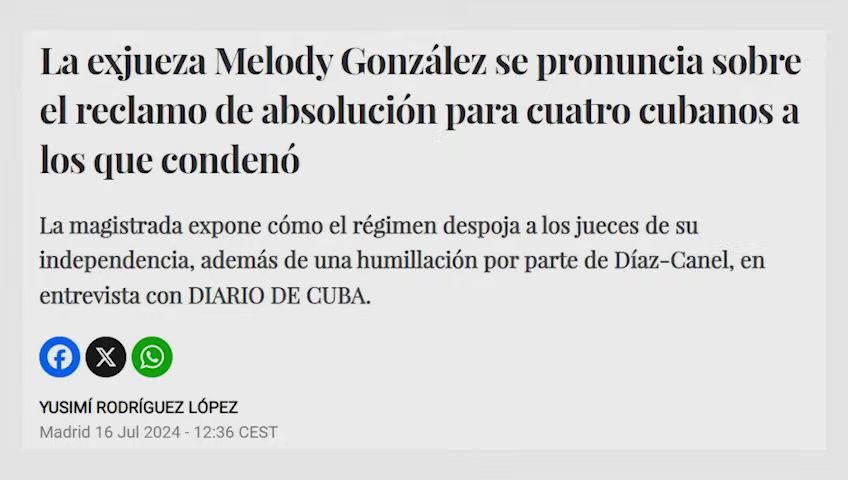 La exjueza Melody González se pronuncia sobre
el reclamo de absolución para cuatro cubanos a
los que condenó
La magistrada expone cómo el régimen despoja a los jueces de su
independencia, además de una humillación por parte de Díaz-Canel, en
entrevista con DIARIO DE CUBA.
YUSIMÍ RODRÍGUEZ LÓPEZ
Madrid 16 Jul 2024 - 12:36 CEST